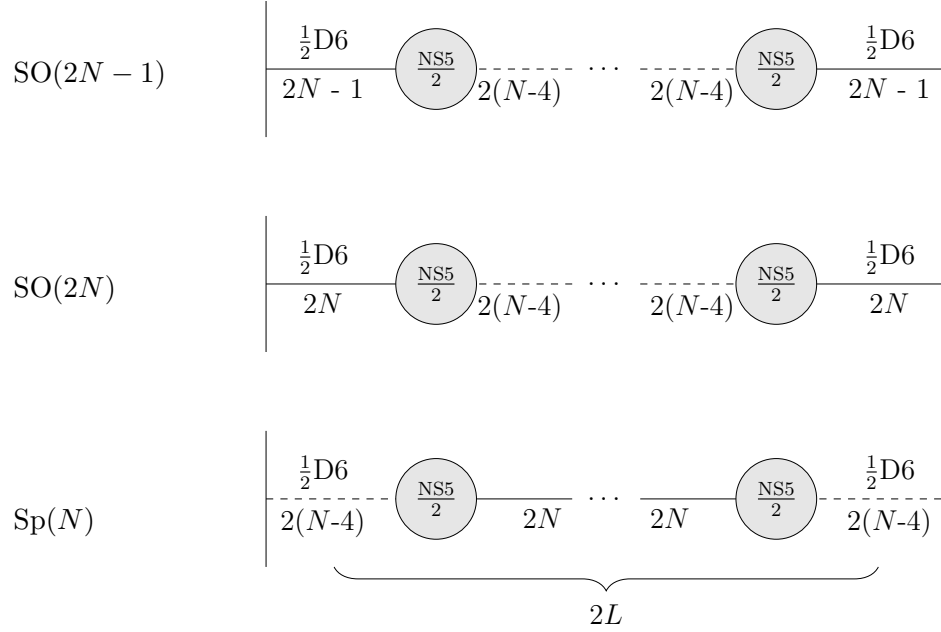 ½D6 ½D6
SO(2N − 1) NS5/2 ··· NS5/2
2N - 1 2(N-4) 2(N-4) 2N - 1
½D6 ½D6
SO(2N) NS5/2 ··· NS5/2
2N 2(N-4) 2(N-4) 2N
½D6 ½D6
Sp(N) NS5/2 ··· NS5/2
2(N-4) 2N 2N 2(N-4)
2L